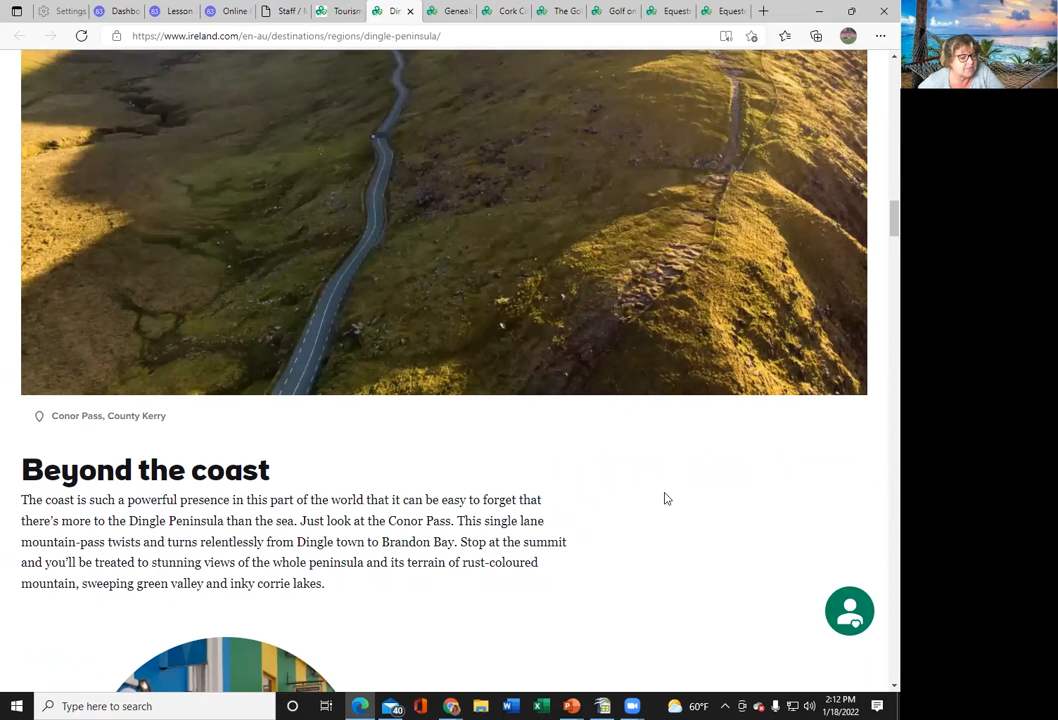 Settings
Dashbo
Lesson
Online
Staff / 
Tourism
Din
Geneal
Cork C
The Go
Golf on
Equest
Equest
https://www.ireland.com/en-au/destinations/regions/dingle-peninsula/
Conor Pass, County Kerry
Beyond the coast
The coast is such a powerful presence in this part of the world that it can be easy to forget that
there's more to the Dingle Peninsula than the sea. Just look at the Conor Pass. This single lane
mountain-pass twists and turns relentlessly from Dingle town to Brandon Bay. Stop at the summit
and you'll be treated to stunning views of the whole peninsula and its terrain of rust-coloured
mountain, sweeping green valley and inky corrie lakes.
Type here to search
40
60°F
2:12 PM
1/18/2022